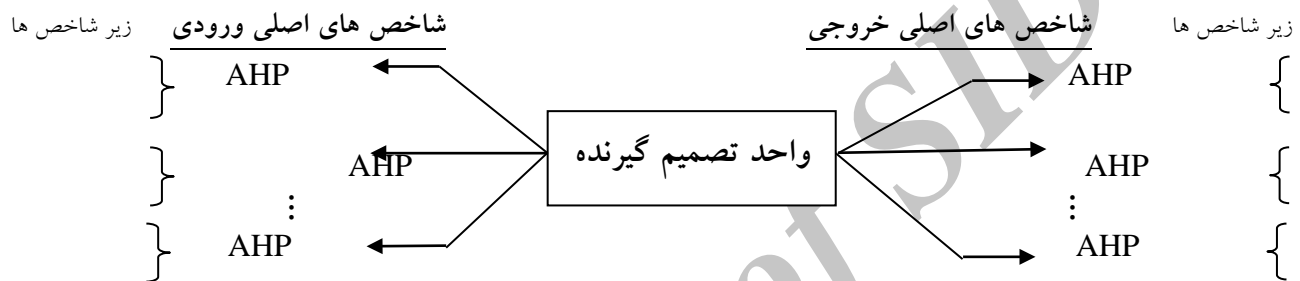 زیر شاخص ها شاخص های اصلی خروجی شاخص های اصلی ورودی زیر شاخص ها
AHP AHP
واحد تصمیم گیرنده
AHP AHP
⋮ ⋮
AHP AHP